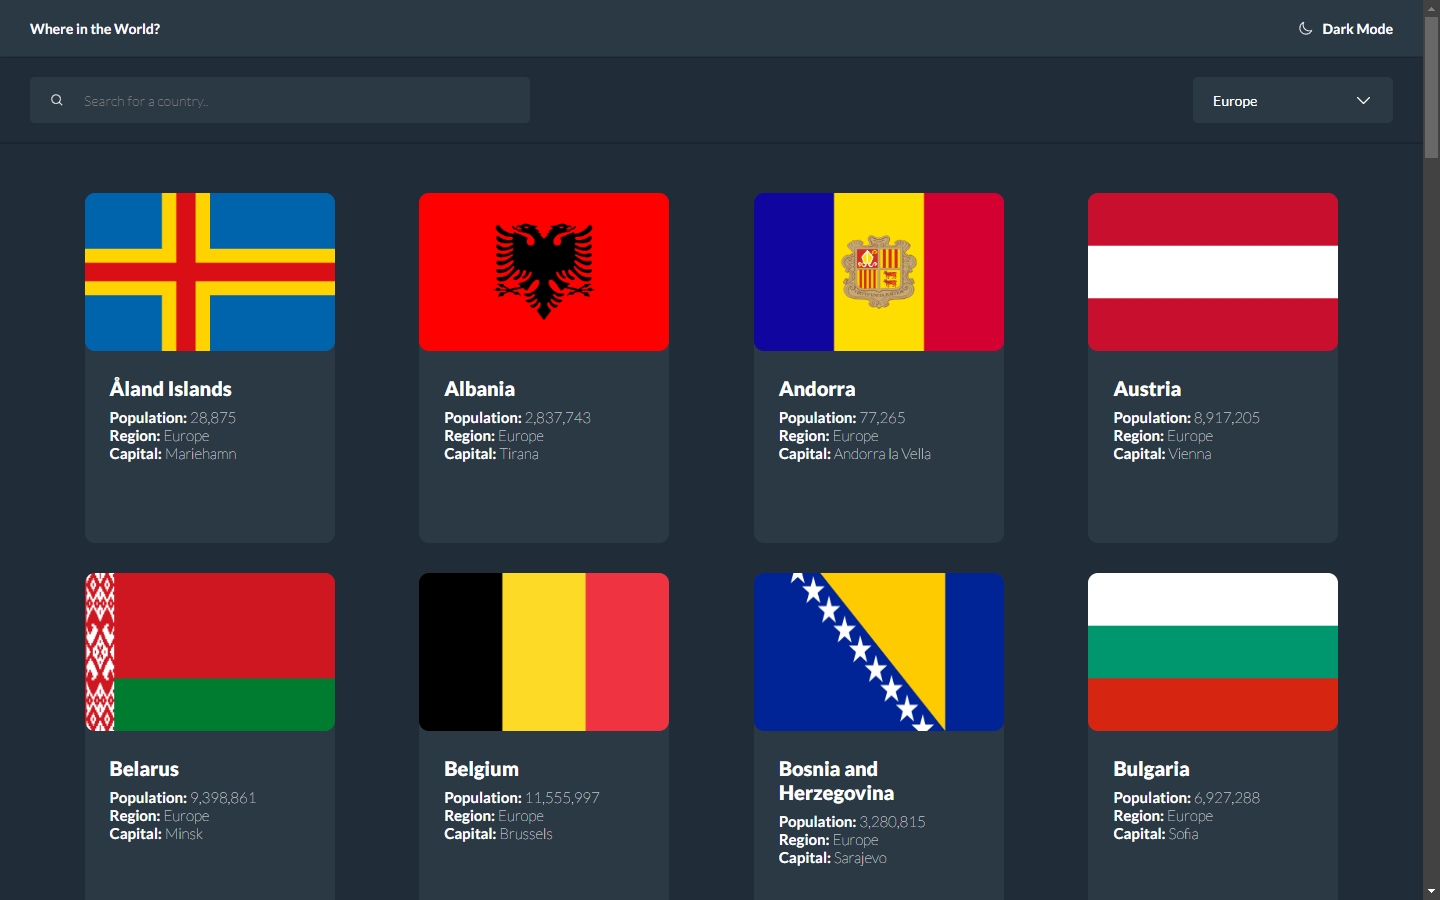 Where in the World?
Dark Mode
Search for a country..
Europe
Åland Islands
Population: 28,875
Region: Europe
Capital: Mariehamn
Albania
Population: 2,837,743
Region: Europe
Capital: Tirana
Andorra
Population: 77,265
Region: Europe
Capital: Andorra la Vella
Austria
Population: 8,917,205
Region: Europe
Capital: Vienna
Belarus
Population: 9,398,861
Region: Europe
Capital: Minsk
Belgium
Population: 11,555,997
Region: Europe
Capital: Brussels
Bosnia and
Herzegovina
Population: 3,280,815
Region: Europe
Capital: Sarajevo
Bulgaria
Population: 6,927,288
Region: Europe
Capital: Sofia